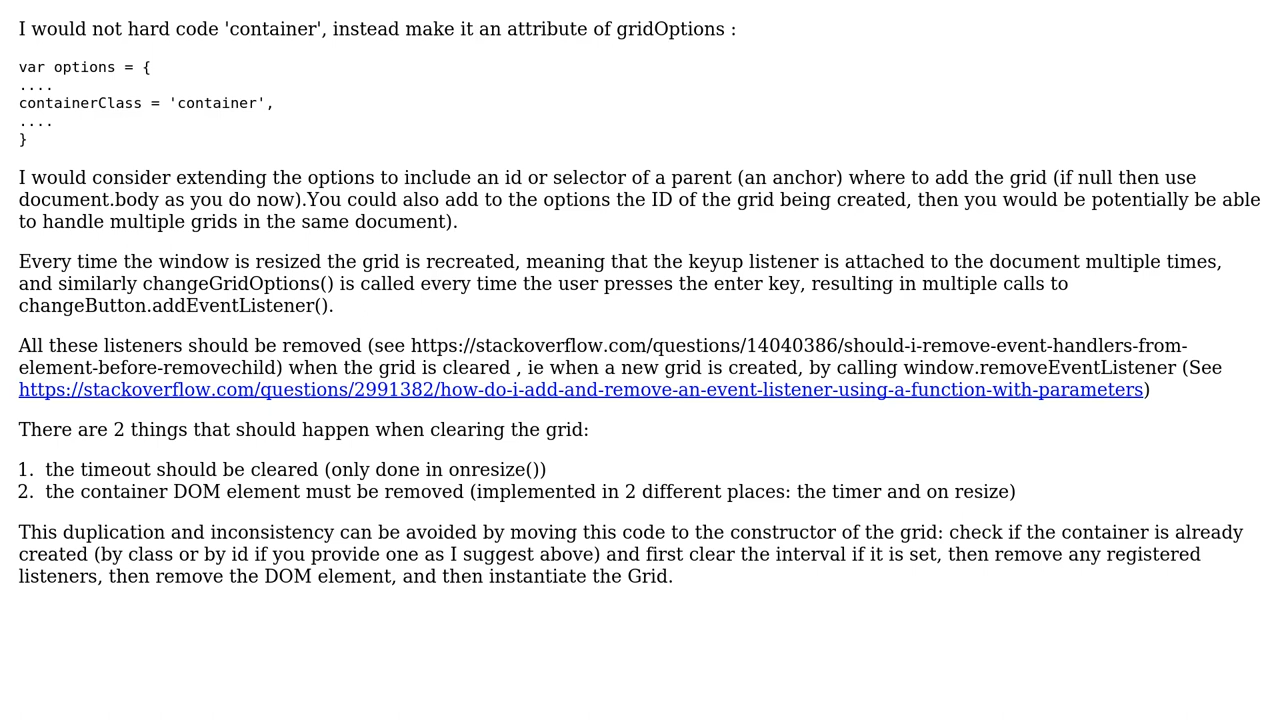 I would not hard code 'container', instead make it an attribute of gridOptions :
var options = {
....
containerClass = 'container',
....
}
I would consider extending the options to include an id or selector of a parent (an anchor) where to add the grid (if null then use
document.body as you do now).You could also add to the options the ID of the grid being created, then you would be potentially be able
to handle multiple grids in the same document).
Every time the window is resized the grid is recreated, meaning that the keyup listener is attached to the document multiple times,
and similarly changeGridOptions() is called every time the user presses the enter key, resulting in multiple calls to
changeButton.addEventListener().
All these listeners should be removed (see https://stackoverflow.com/questions/14040386/should-i-remove-event-handlers-from-
element-before-removechild) when the grid is cleared , ie when a new grid is created, by calling window.removeEventListener (See
https://stackoverflow.com/questions/2991382/how-do-i-add-and-remove-an-event-listener-using-a-function-with-parameters)
There are 2 things that should happen when clearing the grid:
1. the timeout should be cleared (only done in onresize())
2. the container DOM element must be removed (implemented in 2 different places: the timer and on resize)
This duplication and inconsistency can be avoided by moving this code to the constructor of the grid: check if the container is already
created (by class or by id if you provide one as I suggest above) and first clear the interval if it is set, then remove any registered
listeners, then remove the DOM element, and then instantiate the Grid.